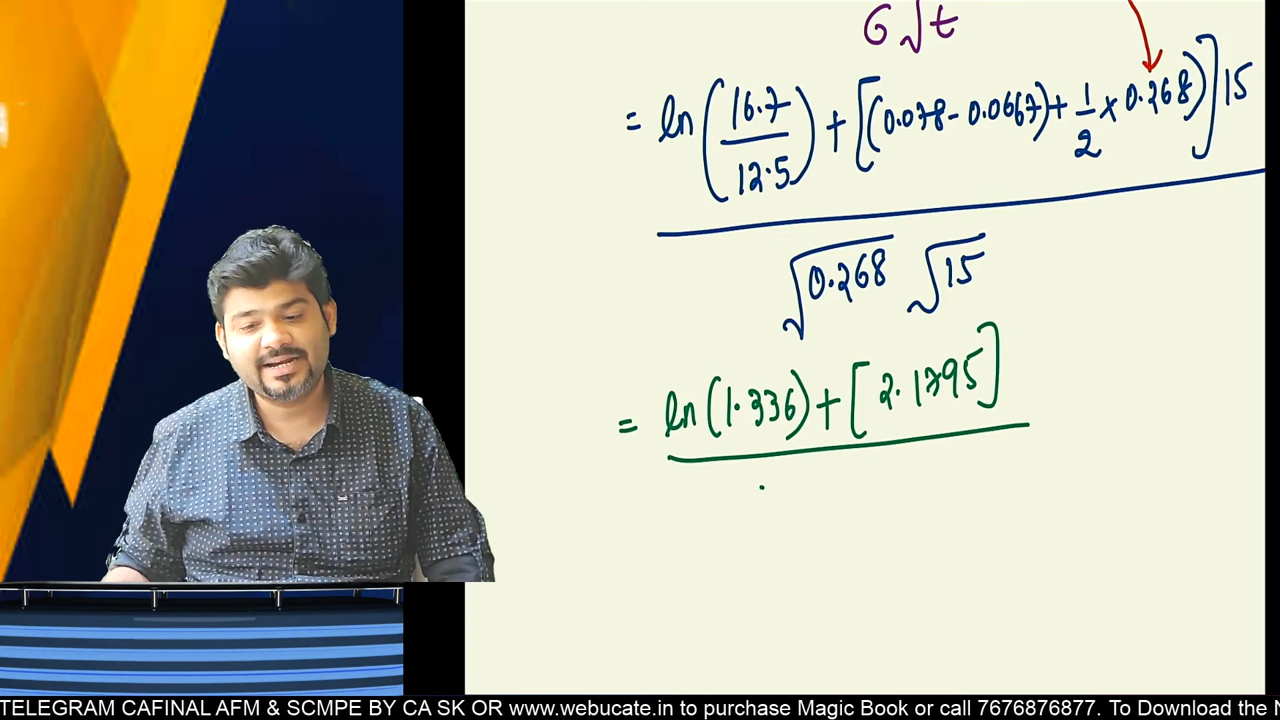 σ√t
= ln(16.7/12.5) + [(0.078 - 0.0667) + 1/2 × 0.268)] 15
√0.268 √15
= ln(1.336) + [2.1795]
TELEGRAM CAFINAL AFM & SCMPE BY CA SK OR www.webucate.in to purchase Magic Book or call 7676876877. To Download the N